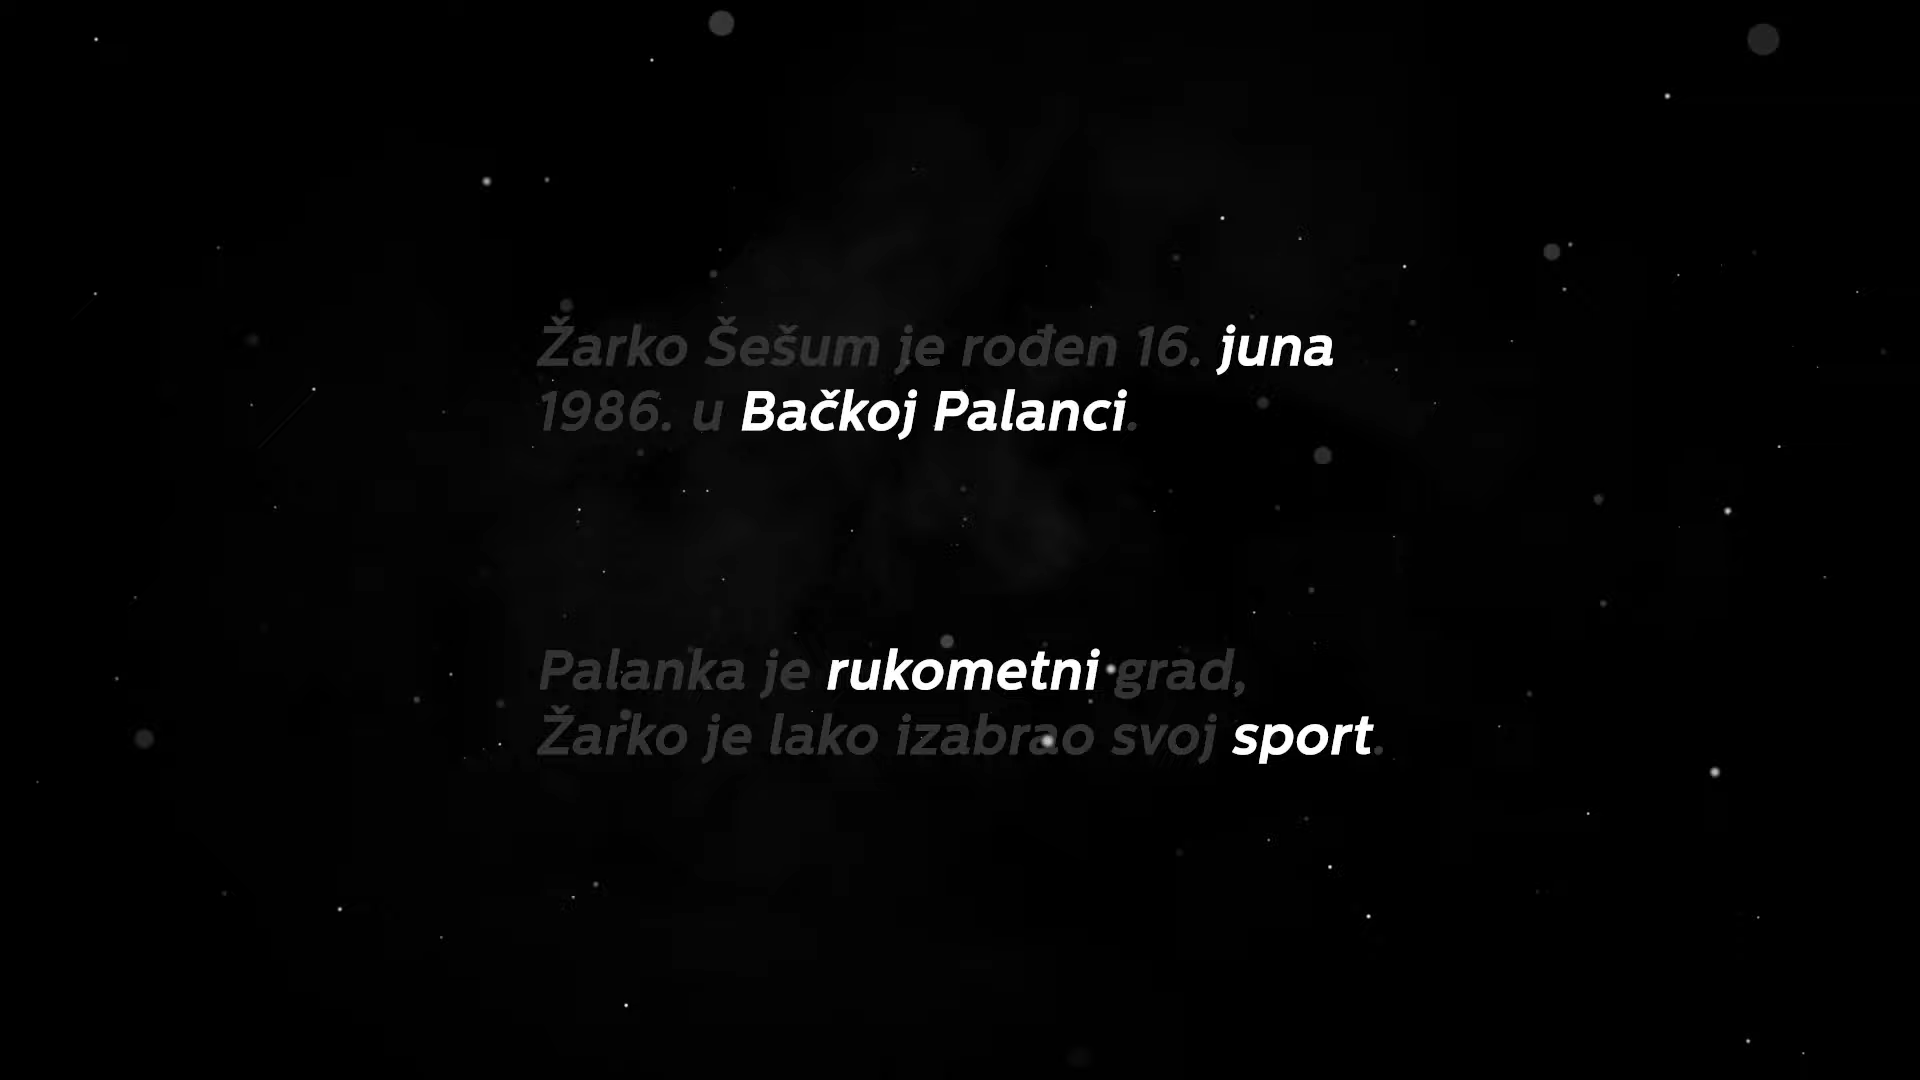 Žarko Šešum je rođen 16. juna
1986. u Bačkoj Palanci.
Palanka je rukometni grad,
Žarko je lako izabrao svoj sport.